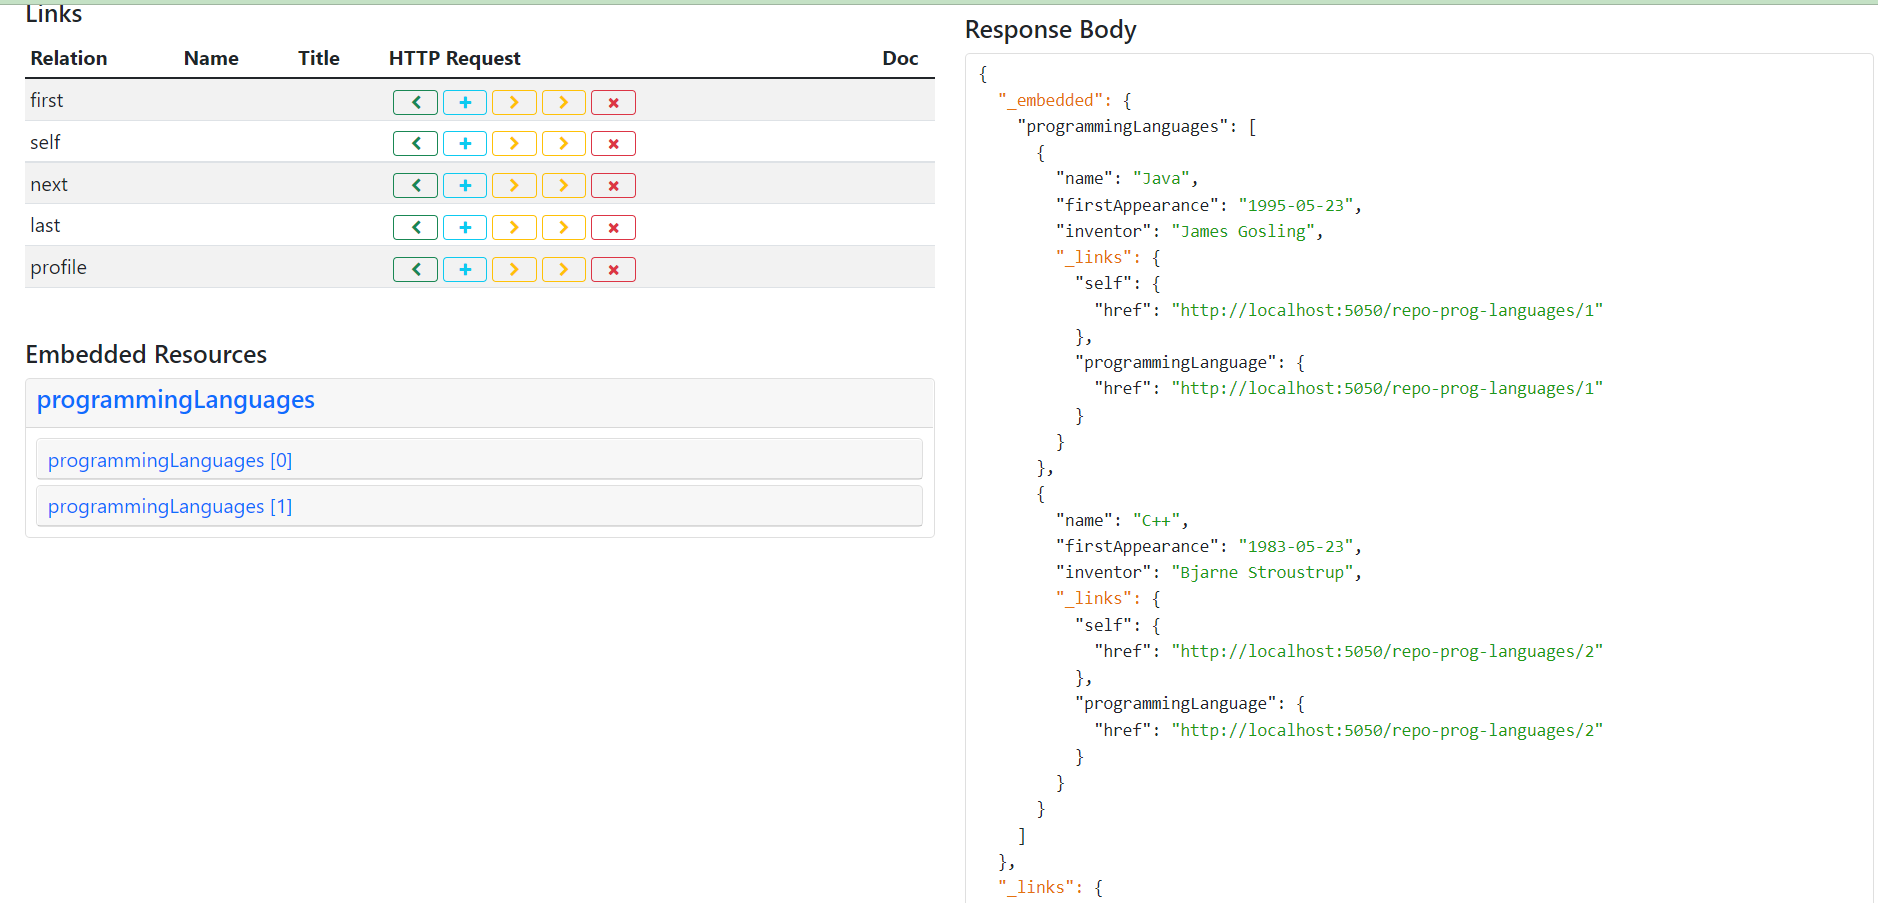 Links
Relation Name Title HTTP Request Doc
first
self
next
last
profile
Embedded Resources
programmingLanguages
programmingLanguages [0]
programmingLanguages [1]
Response Body
{
"_embedded": {
"programmingLanguages": [
{
"name": "Java",
"firstAppearance": "1995-05-23",
"inventor": "James Gosling",
"_links": {
"self": {
"href": "http://localhost:5050/repo-prog-languages/1"
},
"programmingLanguage": {
"href": "http://localhost:5050/repo-prog-languages/1"
}
}
},
{
"name": "C++",
"firstAppearance": "1983-05-23",
"inventor": "Bjarne Stroustrup",
"_links": {
"self": {
"href": "http://localhost:5050/repo-prog-languages/2"
},
"programmingLanguage": {
"href": "http://localhost:5050/repo-prog-languages/2"
}
}
}
]
},
"_links": {